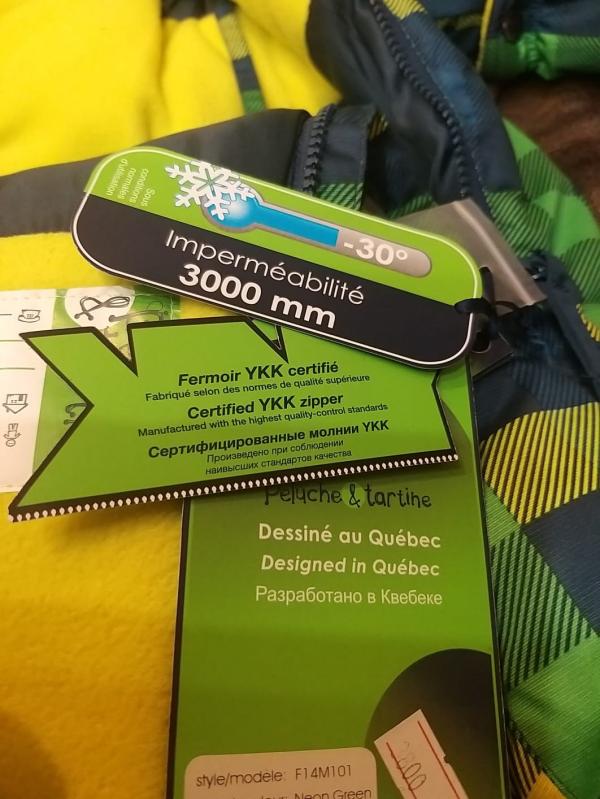 Sous
conditions
normales
d'utilisation
-30°
Imperméabilité
3000 mm
Fermoir YKK certifié
Fabriqué selon des normes de qualité supérieure
Certified YKK zipper
Manufactured with the highest quality-control standards
Сертифицированные молнии YKK
Произведено при соблюдении
наивысших стандартов качества
Peluche & tartine
Dessiné au Québec
Designed in Québec
Разработано в Квебеке
style/modèle: F14M101
Neon Green